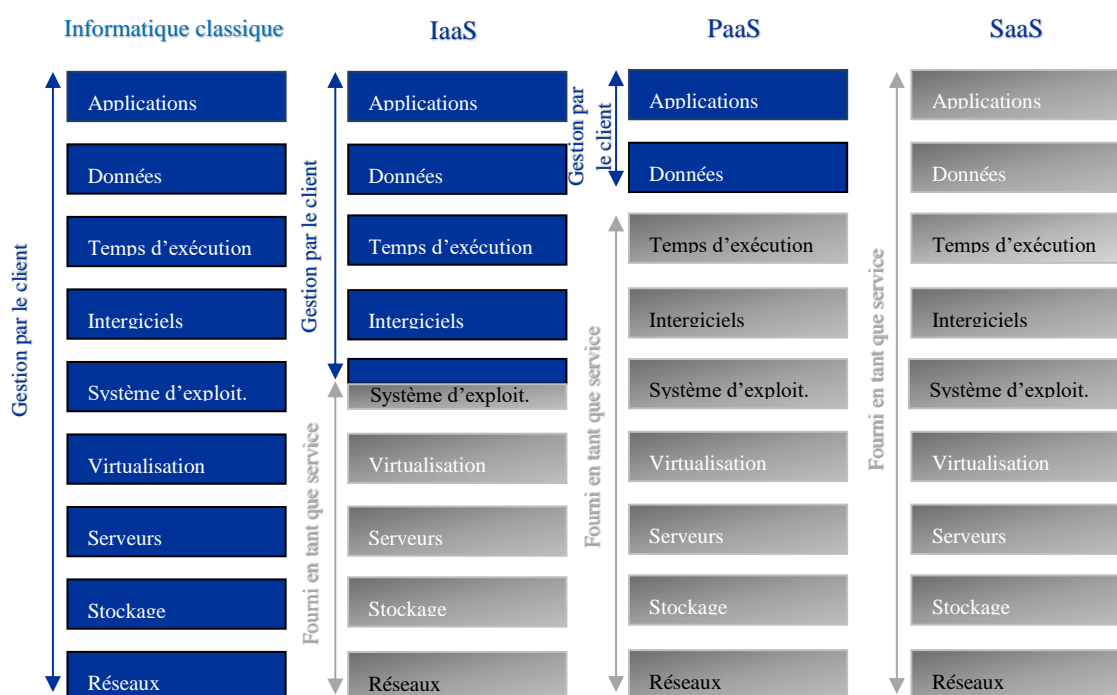 Informatique classique
Gestion par le client
Applications
Données
Temps d’exécution
Intergiciels
Système d’exploit.
Virtualisation
Serveurs
Stockage
Réseaux
IaaS
Gestion par le client
Fourni en tant que service
Applications
Données
Temps d’exécution
Intergiciels
Système d’exploit.
Virtualisation
Serveurs
Stockage
Réseaux
PaaS
Gestion par
le client
Fourni en tant que service
Applications
Données
Temps d’exécution
Intergiciels
Système d’exploit.
Virtualisation
Serveurs
Stockage
Réseaux
SaaS
Fourni en tant que service
Applications
Données
Temps d’exécution
Intergiciels
Système d’exploit.
Virtualisation
Serveurs
Stockage
Réseaux